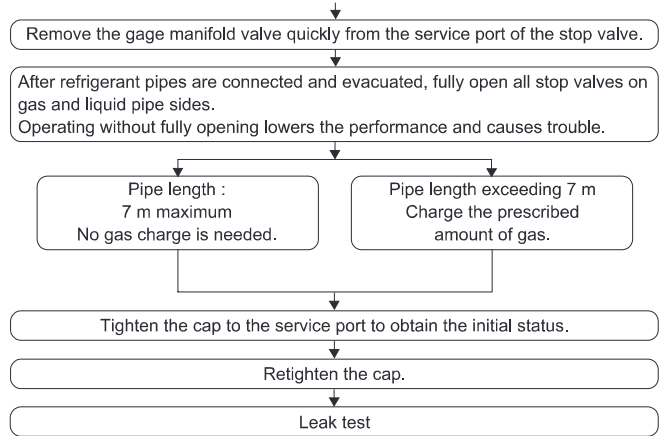 Remove the gage manifold valve quickly from the service port of the stop valve.
After refrigerant pipes are connected and evacuated, fully open all stop valves on
gas and liquid pipe sides.
Operating without fully opening lowers the performance and causes trouble.
Pipe length :
7 m maximum
No gas charge is needed.
Pipe length exceeding 7 m
Charge the prescribed
amount of gas.
Tighten the cap to the service port to obtain the initial status.
Retighten the cap.
Leak test